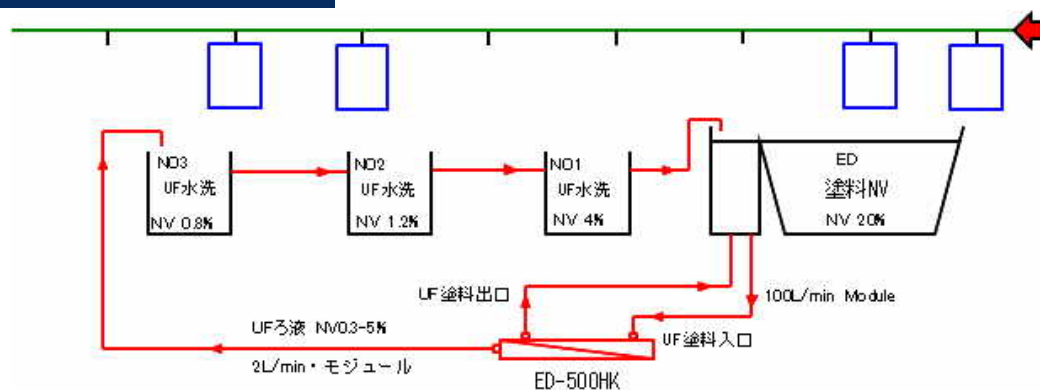 NO3
UF水洗
NV 0.8%
NO2
UF水洗
NV 1.2%
NO1
UF水洗
NV 4%
ED
塗料NV
NV 20%
UF塗料出口
100L/min Module
UFろ液 NV0.3-5%
UF塗料入口
2L/min・モジュール
ED-500HK